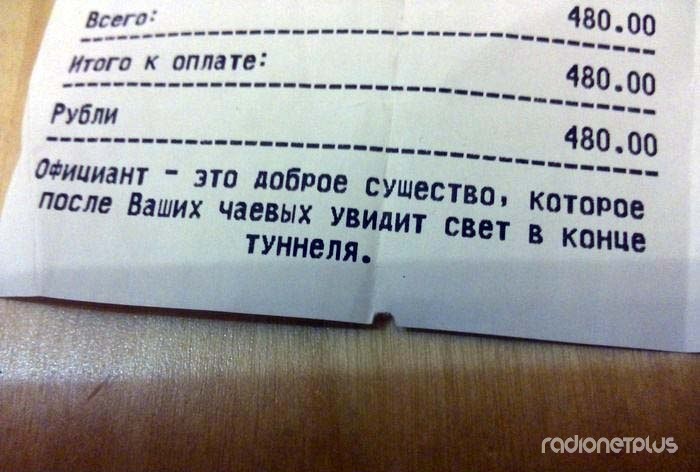 Всего: 480.00
Итого к оплате: 480.00
Рубли 480.00
Официант - это доброе существо, которое
после Ваших чаевых увидит свет в конце
туннеля.
radionetplus